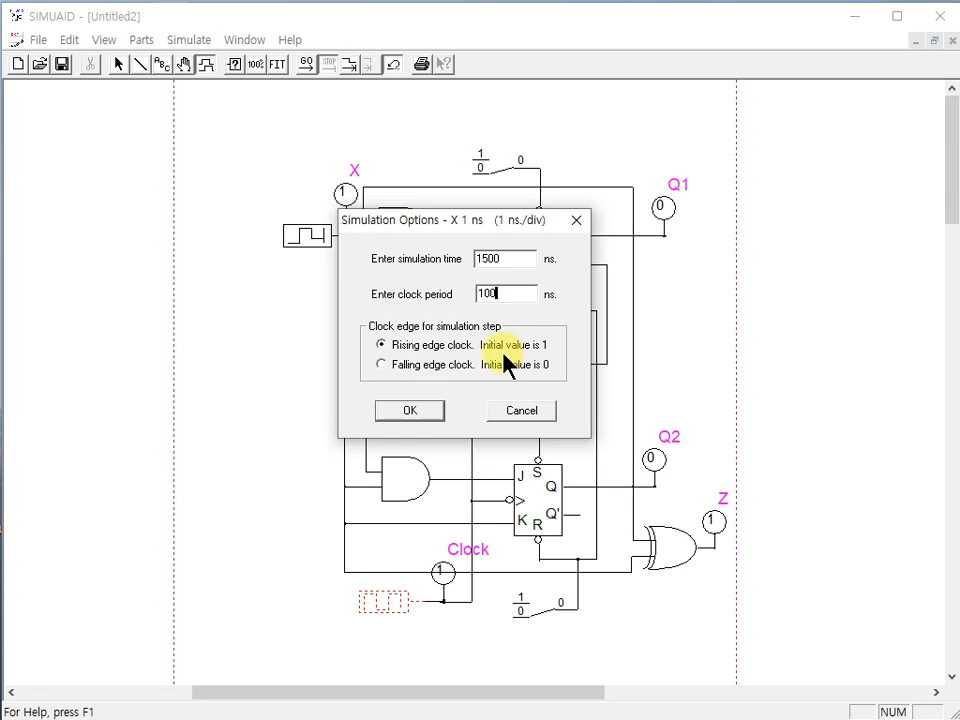 SIMUAID - [Untitled2]
File Edit View Parts Simulate Window Help
ABC ? 100% FIT GO STOP ?
X
1
0
0
1
Q1
0
Simulation Options - X 1 ns (1 ns./div)
Enter simulation time 1500 ns.
Enter clock period 100 ns.
Clock edge for simulation step
Rising edge clock. Initial value is 1
Falling edge clock. Initial value is 0
OK Cancel
Q2
0
J S Q
K R Q'
Z
1
Clock
1
1
0
0
For Help, press F1 NUM